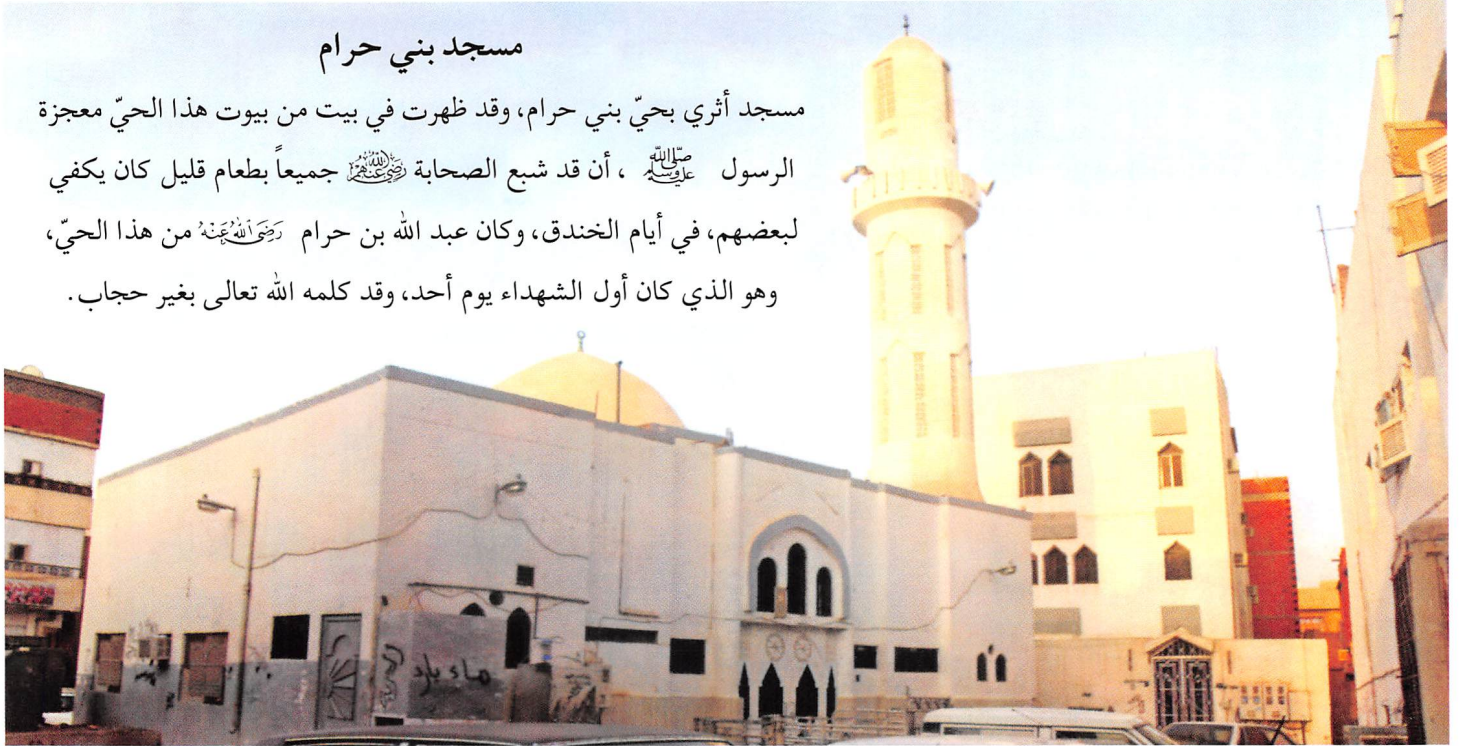 مسجد بني حرام
مسجد أثري بحيّ بني حرام، وقد ظهرت في بيت من بيوت هذا الحيّ معجزة
الرسول ﷺ ، أن قد شبع الصحابة رضي الله عنهم جميعاً بطعام قليل كان يكفي
لبعضهم، في أيام الخندق، وكان عبد الله بن حرام رضي الله عنه من هذا الحيّ،
وهو الذي كان أول الشهداء يوم أحد، وقد كلمه الله تعالى بغير حجاب.
ماء بارد